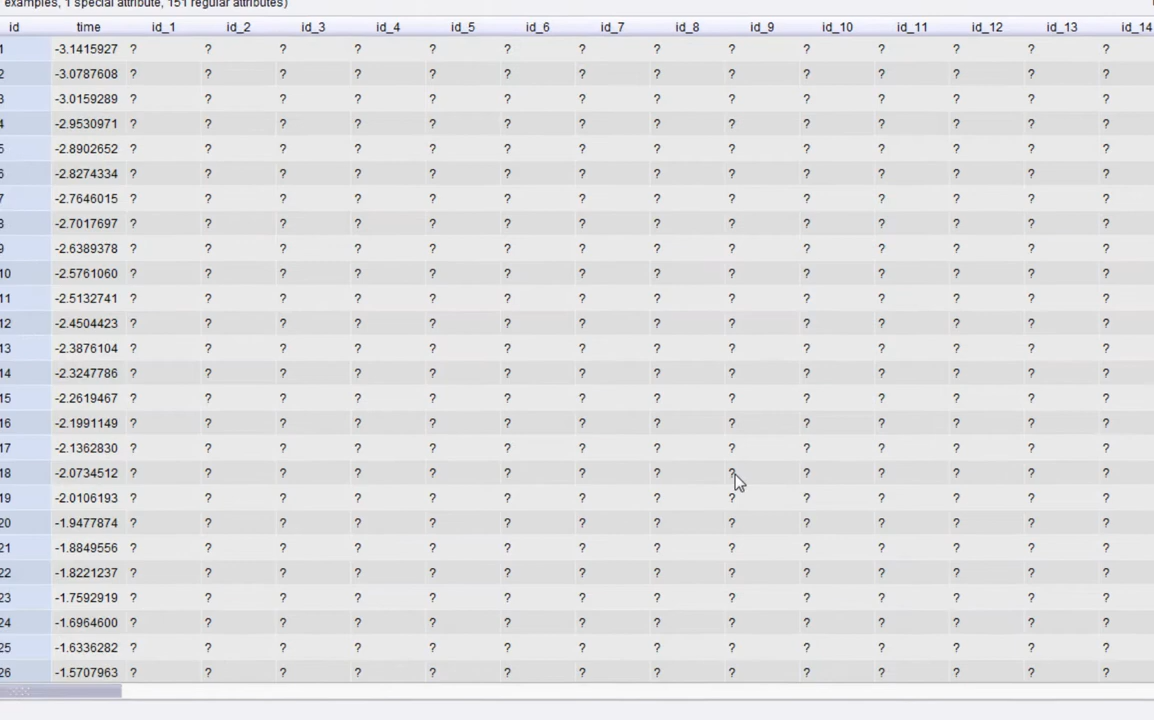 examples, 1 special attribute, 151 regular attributes)
id time id_1 id_2 id_3 id_4 id_5 id_6 id_7 id_8 id_9 id_10 id_11 id_12 id_13 id_14
1 -3.1415927 ? ? ? ? ? ? ? ? ? ? ? ? ? ?
2 -3.0787608 ? ? ? ? ? ? ? ? ? ? ? ? ? ?
3 -3.0159289 ? ? ? ? ? ? ? ? ? ? ? ? ? ?
4 -2.9530971 ? ? ? ? ? ? ? ? ? ? ? ? ? ?
5 -2.8902652 ? ? ? ? ? ? ? ? ? ? ? ? ? ?
6 -2.8274334 ? ? ? ? ? ? ? ? ? ? ? ? ? ?
7 -2.7646015 ? ? ? ? ? ? ? ? ? ? ? ? ? ?
8 -2.7017697 ? ? ? ? ? ? ? ? ? ? ? ? ? ?
9 -2.6389378 ? ? ? ? ? ? ? ? ? ? ? ? ? ?
10 -2.5761060 ? ? ? ? ? ? ? ? ? ? ? ? ? ?
11 -2.5132741 ? ? ? ? ? ? ? ? ? ? ? ? ? ?
12 -2.4504423 ? ? ? ? ? ? ? ? ? ? ? ? ? ?
13 -2.3876104 ? ? ? ? ? ? ? ? ? ? ? ? ? ?
14 -2.3247786 ? ? ? ? ? ? ? ? ? ? ? ? ? ?
15 -2.2619467 ? ? ? ? ? ? ? ? ? ? ? ? ? ?
16 -2.1991149 ? ? ? ? ? ? ? ? ? ? ? ? ? ?
17 -2.1362830 ? ? ? ? ? ? ? ? ? ? ? ? ? ?
18 -2.0734512 ? ? ? ? ? ? ? ? ? ? ? ? ? ?
19 -2.0106193 ? ? ? ? ? ? ? ? ? ? ? ? ? ?
20 -1.9477874 ? ? ? ? ? ? ? ? ? ? ? ? ? ?
21 -1.8849556 ? ? ? ? ? ? ? ? ? ? ? ? ? ?
22 -1.8221237 ? ? ? ? ? ? ? ? ? ? ? ? ? ?
23 -1.7592919 ? ? ? ? ? ? ? ? ? ? ? ? ? ?
24 -1.6964600 ? ? ? ? ? ? ? ? ? ? ? ? ? ?
25 -1.6336282 ? ? ? ? ? ? ? ? ? ? ? ? ? ?
26 -1.5707963 ? ? ? ? ? ? ? ? ? ? ? ? ? ?